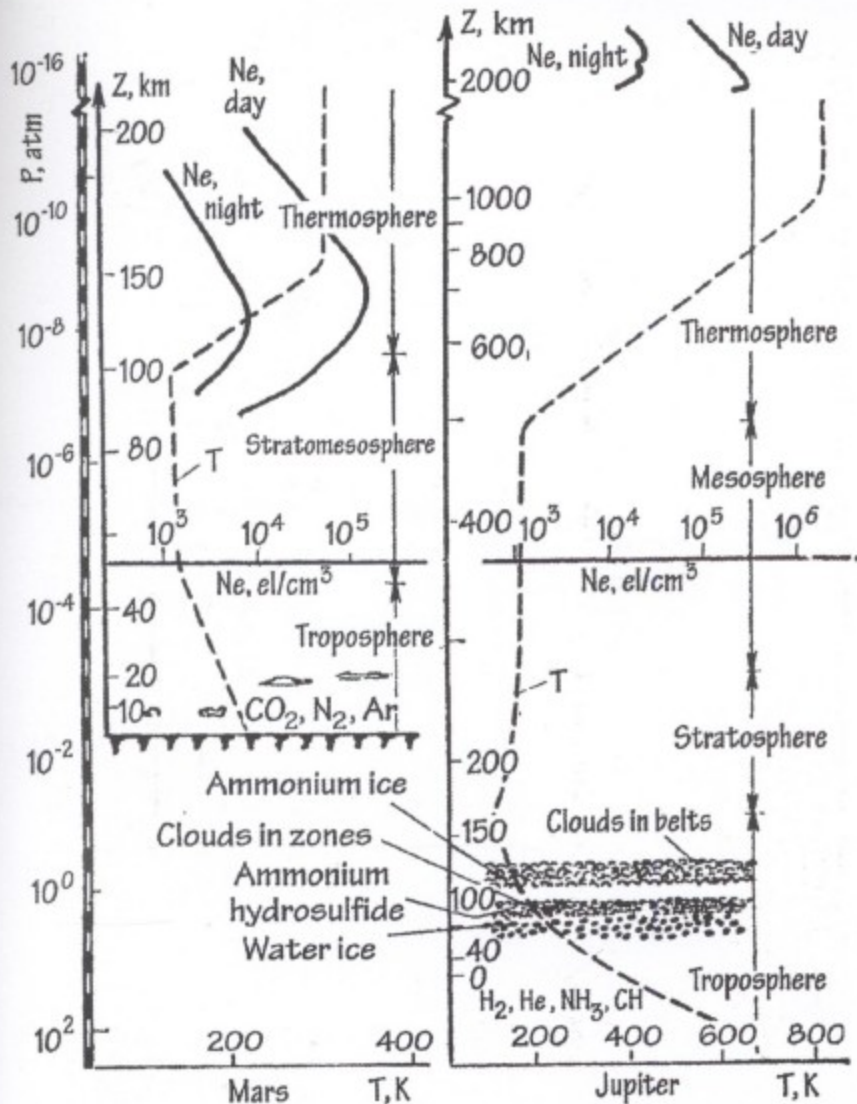 P, atm
10⁻¹⁶
10⁻¹⁰
10⁻⁸
10⁻⁶
10⁻⁴
10⁻²
10⁰
10²
Z, km
200
150
100
80
40
20
10
Ne,
day
Ne,
night
Thermosphere
Stratomesosphere
T
10³ 10⁴ 10⁵
Ne, el/cm³
Troposphere
CO₂, N₂, Ar
Ammonium ice
Clouds in zones
Ammonium
hydrosulfide
Water ice
200 400
Mars T, K
Z, km
2000
1000
800
600
400
200
150
100
40
0
Ne, night
Ne, day
Thermosphere
Mesosphere
10³ 10⁴ 10⁵ 10⁶
Ne, el/cm³
T
Stratosphere
Clouds in belts
Troposphere
H₂, He, NH₃, CH
200 400 600 800
Jupiter T, K